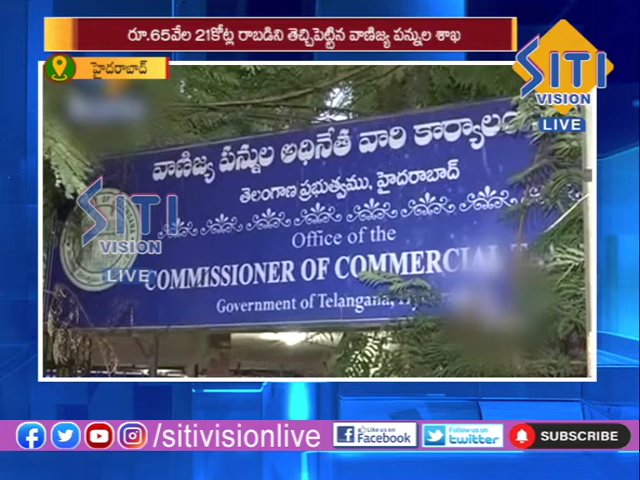 రూ.65వేల 21కోట్ల రాబడిని తెచ్చిపెట్టిన వాణిజ్య పన్నుల శాఖ
SITI
VISION
LIVE
హైదరాబాద్
వాణిజ్య పన్నుల అధినేత వారి
తెలంగాణ ప్రభుత్వము, హైదరాబాద్
SITI
VISION
LIVE
Office of the
COMMISSIONER OF COMMERCIAL
Government of Telangana,
/sitivisionlive
Like us on
Facebook
Follow us on
twitter
SUBSCRIBE